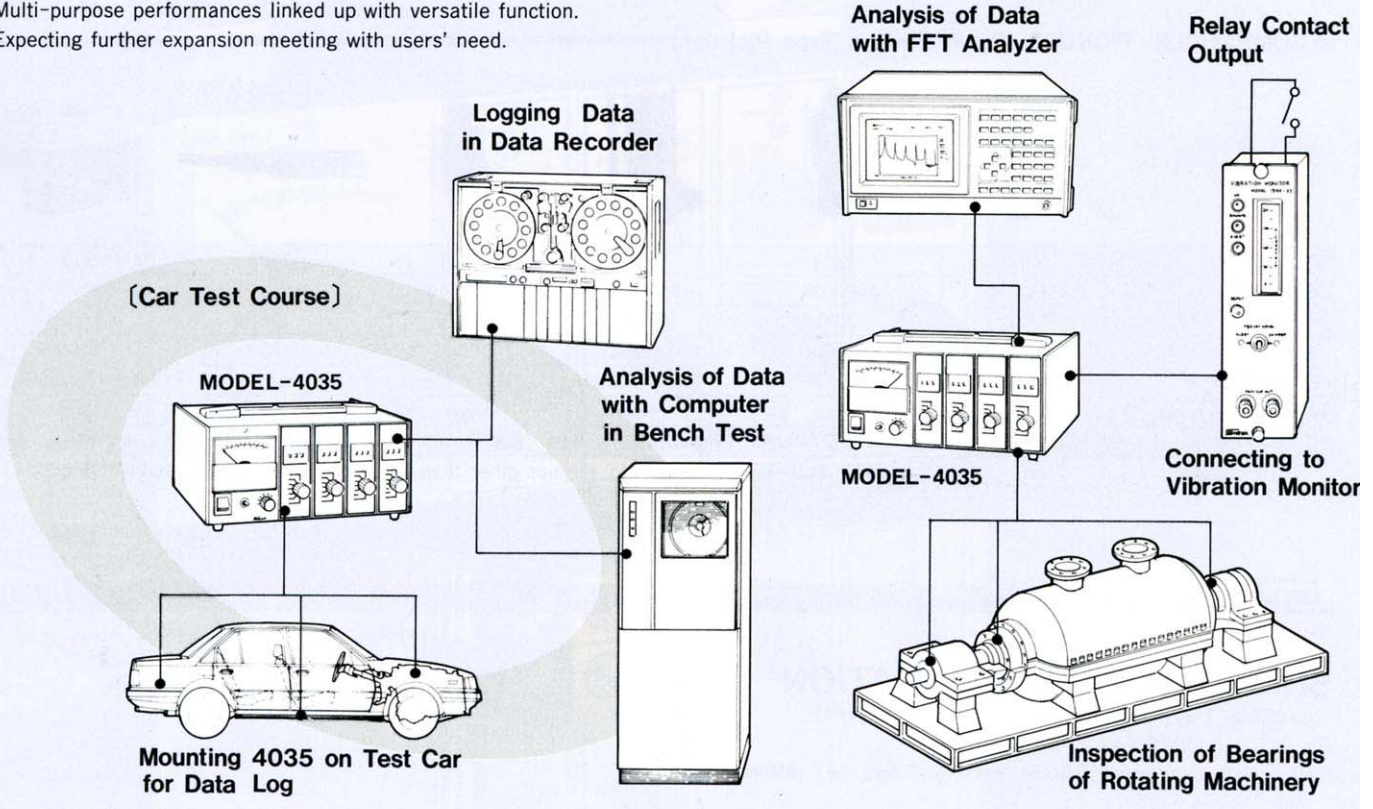 Multi-purpose performances linked up with versatile function.
Expecting further expansion meeting with users' need.
Analysis of Data
with FFT Analyzer
Relay Contact
Output
Logging Data
in Data Recorder
VIBRATION MONITOR
[Car Test Course]
MODEL-4035
Analysis of Data
with Computer
in Bench Test
MODEL-4035
Connecting to
Vibration Monitor
Mounting 4035 on Test Car
for Data Log
Inspection of Bearings
of Rotating Machinery